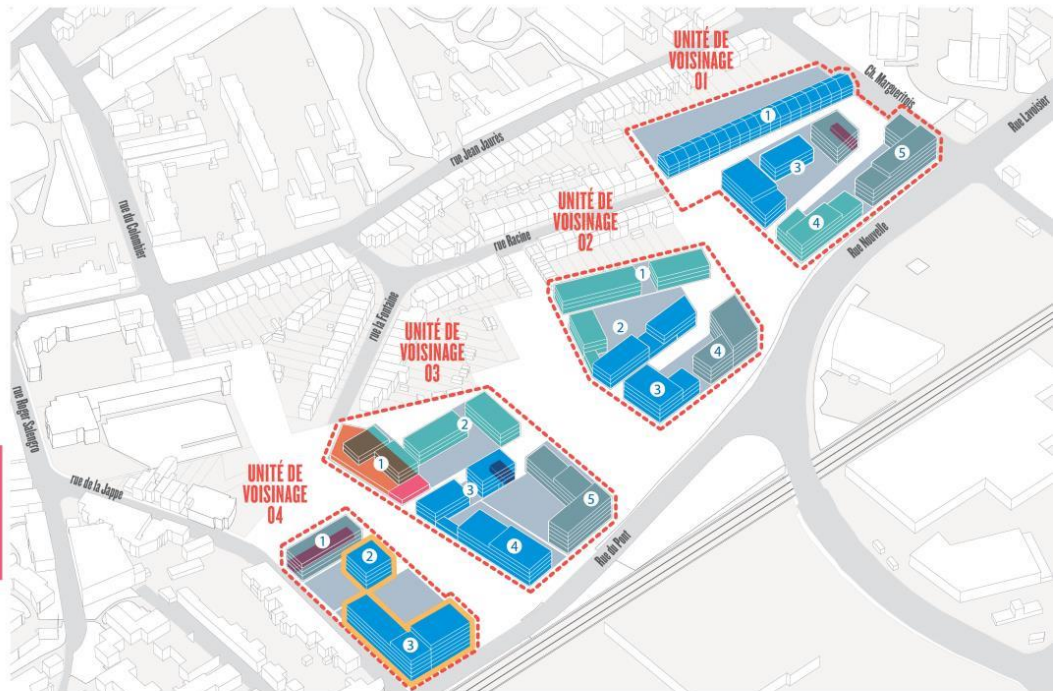 UNITÉ DE
VOISINAGE
01
Ch. Margueritois
Rue Lavoisier
rue Jean Jaurès
1
3
5
4
Rue Nouvelle
rue du Colombier
UNITÉ DE
VOISINAGE
02
rue Racine
1
2
4
3
rue la Fontaine
UNITÉ DE
VOISINAGE
03
2
1
3
5
4
rue Roger Salengro
rue de la Jappe
UNITÉ DE
VOISINAGE
04
1
2
3
Rue du Pont